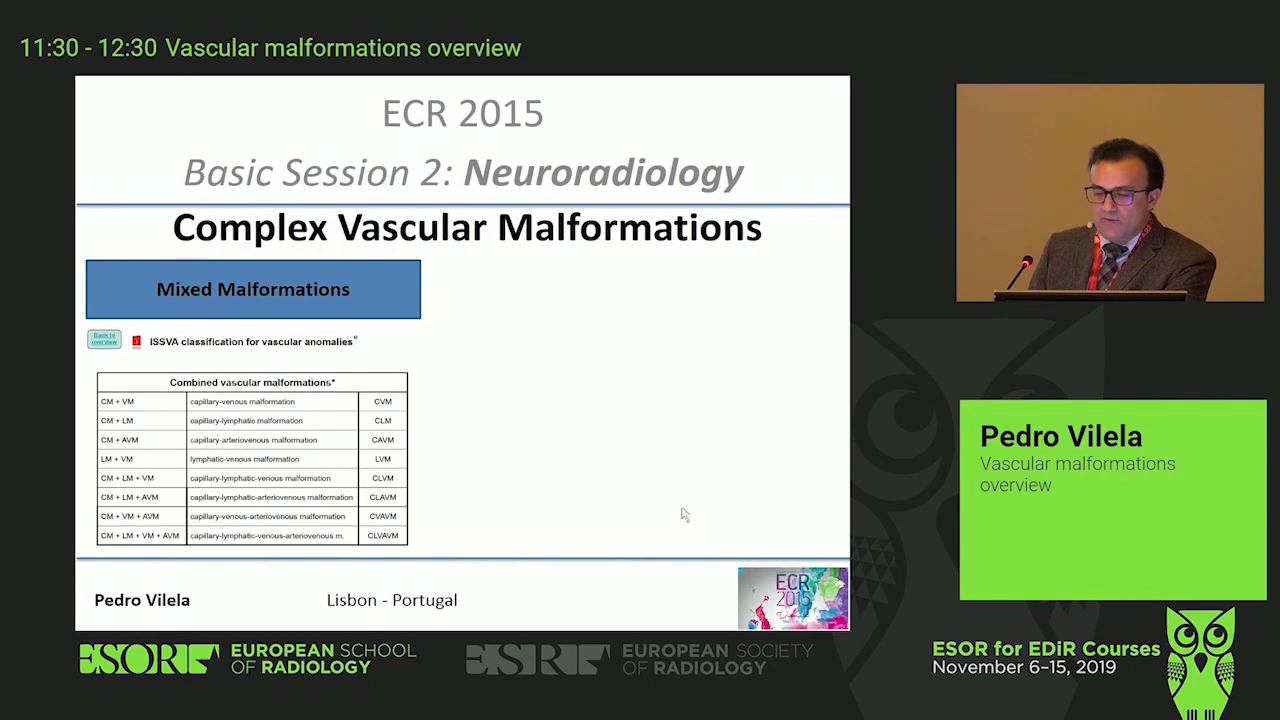 11:30 - 12:30 Vascular malformations overview
ECR 2015
Basic Session 2: Neuroradiology
Complex Vascular Malformations
Mixed Malformations
Back to
overview
ISSVA classification for vascular anomalies©
Combined vascular malformations*
CM + VM capillary-venous malformation CVM
CM + LM capillary-lymphatic malformation CLM
CM + AVM capillary-arteriovenous malformation CAVM
LM + VM lymphatic-venous malformation LVM
CM + LM + VM capillary-lymphatic-venous malformation CLVM
CM + LM + AVM capillary-lymphatic-arteriovenous malformation CLAVM
CM + VM + AVM capillary-venous-arteriovenous malformation CVAVM
CM + LM + VM + AVM capillary-lymphatic-venous-arteriovenous m. CLVAVM
Pedro Vilela Lisbon - Portugal
ECR
2015
Pedro Vilela
Vascular malformations
overview
ESOR EUROPEAN SCHOOL
OF RADIOLOGY
ESR EUROPEAN SOCIETY
OF RADIOLOGY
ESOR for EDiR Courses
November 6–15, 2019